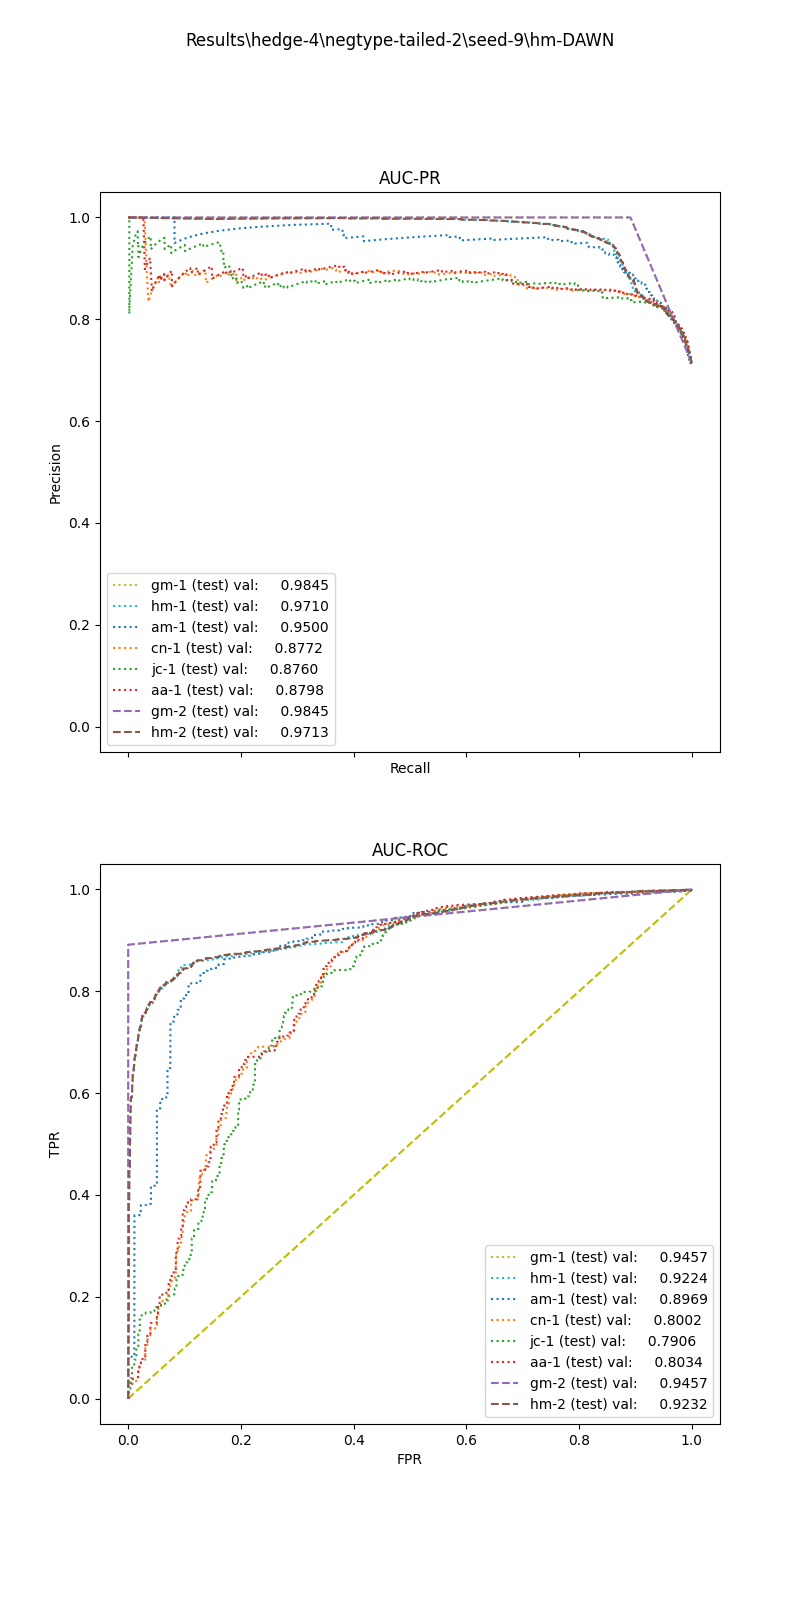 Results\hedge-4\negtype-tailed-2\seed-9\hm-DAWN
AUC-PR
1.0
0.8
0.6
0.4
0.2
0.0
Precision
gm-1 (test) val: 0.9845
hm-1 (test) val: 0.9710
am-1 (test) val: 0.9500
cn-1 (test) val: 0.8772
jc-1 (test) val: 0.8760
aa-1 (test) val: 0.8798
gm-2 (test) val: 0.9845
hm-2 (test) val: 0.9713
Recall
AUC-ROC
1.0
0.8
0.6
0.4
0.2
0.0
TPR
gm-1 (test) val: 0.9457
hm-1 (test) val: 0.9224
am-1 (test) val: 0.8969
cn-1 (test) val: 0.8002
jc-1 (test) val: 0.7906
aa-1 (test) val: 0.8034
gm-2 (test) val: 0.9457
hm-2 (test) val: 0.9232
0.0 0.2 0.4 0.6 0.8 1.0
FPR